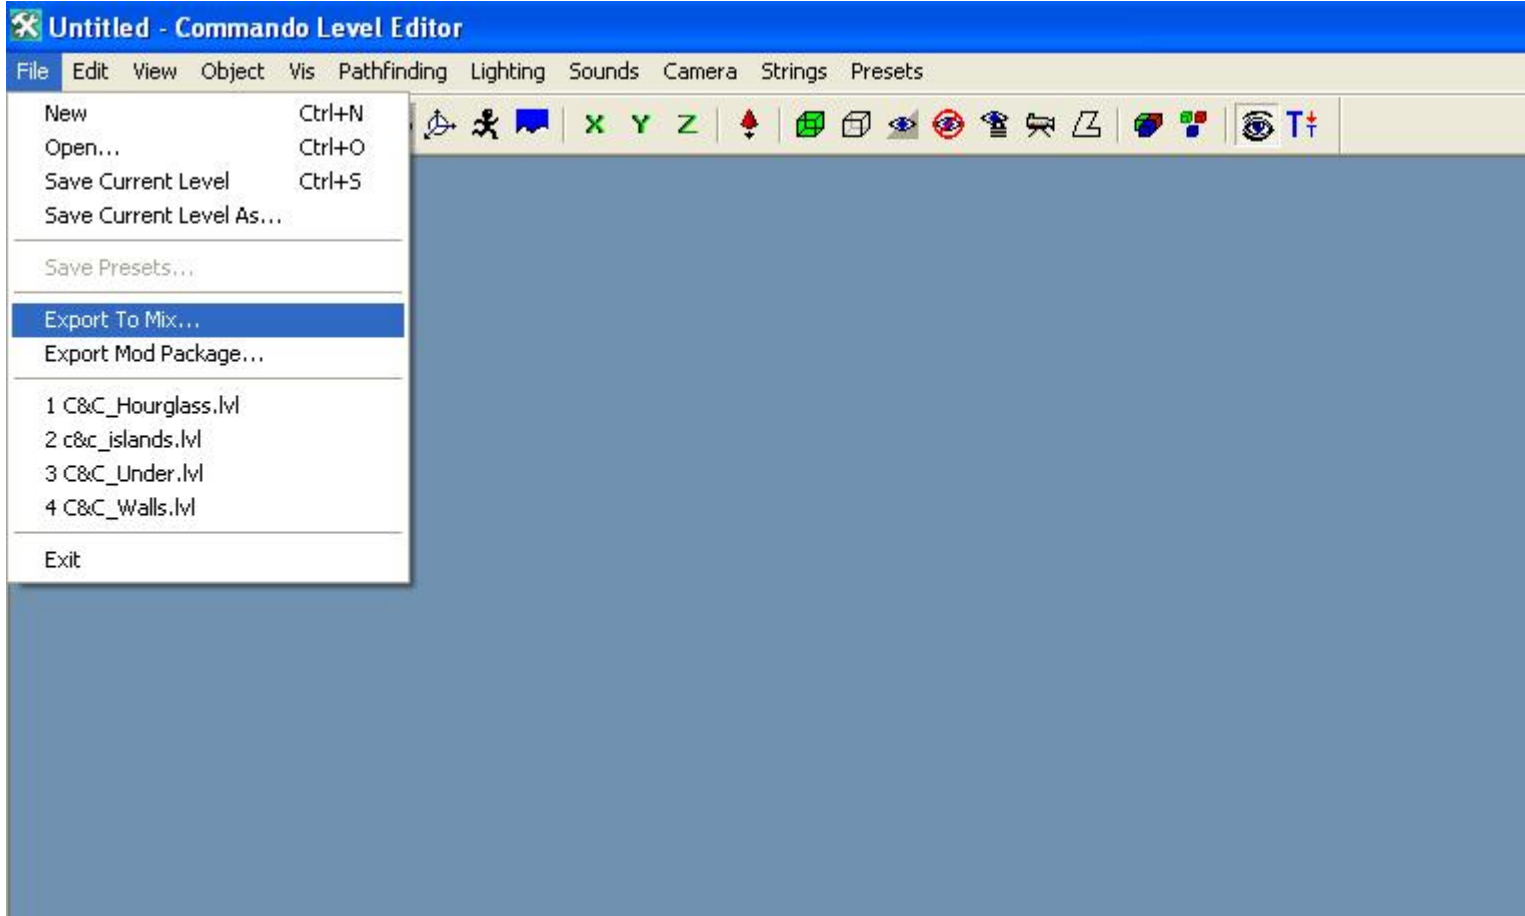 Untitled - Commando Level Editor
File Edit View Object Vis Pathfinding Lighting Sounds Camera Strings Presets
New Ctrl+N
Open... Ctrl+O
Save Current Level Ctrl+S
Save Current Level As...
Save Presets...
Export To Mix...
Export Mod Package...
1 C&C_Hourglass.lvl
2 c&c_islands.lvl
3 C&C_Under.lvl
4 C&C_Walls.lvl
Exit
X Y Z T T